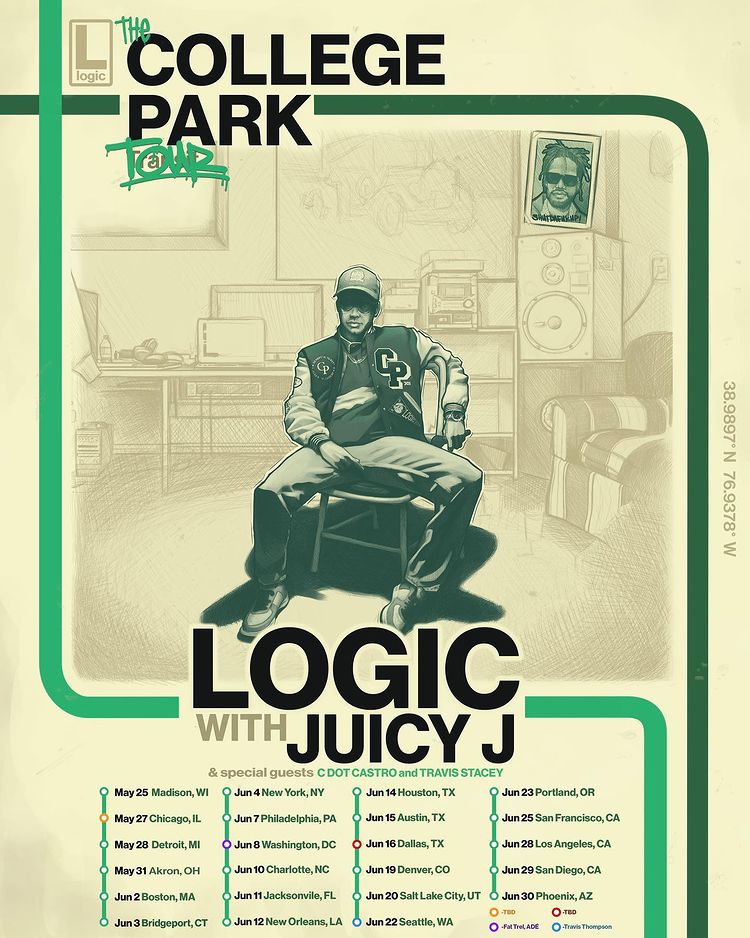 L
logic
THE
COLLEGE
PARK
TOUR
CP
CP
38.9897° N 76.9378° W
LOGIC
WITH JUICY J
& special guests C DOT CASTRO and TRAVIS STACEY
May 25 Madison, WI
May 27 Chicago, IL
May 28 Detroit, MI
May 31 Akron, OH
Jun 2 Boston, MA
Jun 3 Bridgeport, CT
Jun 4 New York, NY
Jun 7 Philadelphia, PA
Jun 8 Washington, DC
Jun 10 Charlotte, NC
Jun 11 Jacksonvile, FL
Jun 12 New Orleans, LA
Jun 14 Houston, TX
Jun 15 Austin, TX
Jun 16 Dallas, TX
Jun 19 Denver, CO
Jun 20 Salt Lake City, UT
Jun 22 Seattle, WA
Jun 23 Portland, OR
Jun 25 San Francisco, CA
Jun 28 Los Angeles, CA
Jun 29 San Diego, CA
Jun 30 Phoenix, AZ
-TBD
-TBD
-Fat Trel, ADÉ
-Travis Thompson